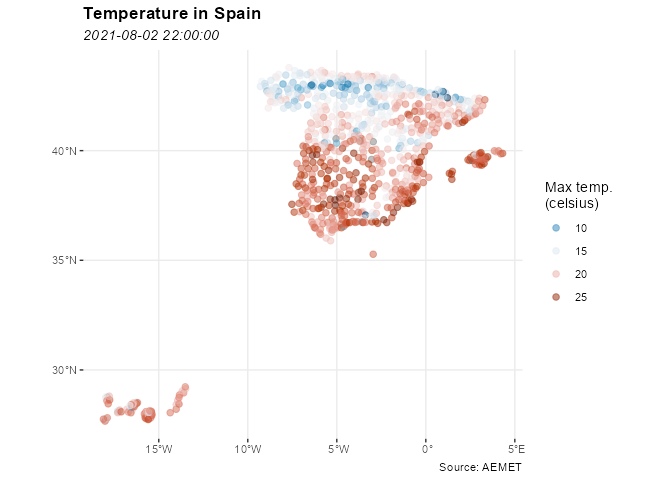 Temperature in Spain
2021-08-02 22:00:00
40°N
35°N
30°N
15°W
10°W
5°W
0°
5°E
Max temp.
(celsius)
10
15
20
25
Source: AEMET